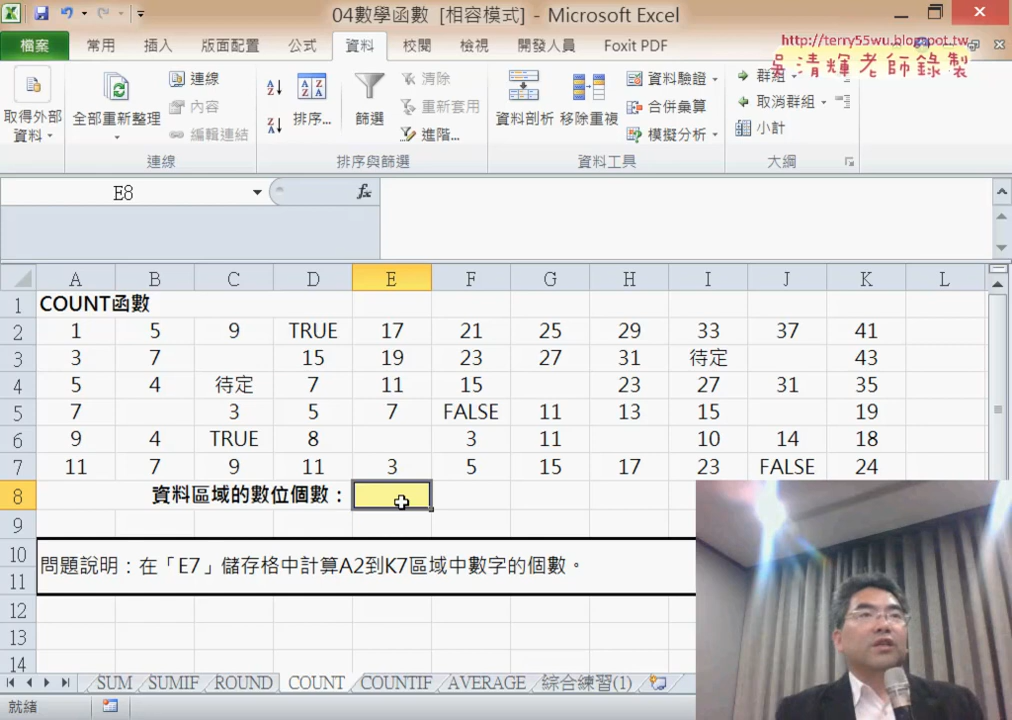 04數學函數 [相容模式] - Microsoft Excel
檔案 常用 插入 版面配置 公式 資料 校閱 檢視 開發人員 Foxit PDF
http://terry55wu.blogspot.tw
吳清輝老師錄製
取得外部資料 全部重新整理 連線 內容 編輯連結 排序... 篩選 清除 重新套用 進階... 資料剖析 移除重複 資料驗證 合併彙算 模擬分析 群組 取消群組 小計
連線 排序與篩選 資料工具 大綱
E8 fx
A B C D E F G H I J K L
1 COUNT函數
2 1 5 9 TRUE 17 21 25 29 33 37 41
3 3 7 15 19 23 27 31 待定 43
4 5 4 待定 7 11 15 23 27 31 35
5 7 3 5 7 FALSE 11 13 15 19
6 9 4 TRUE 8 3 11 10 14 18
7 11 7 9 11 3 5 15 17 23 FALSE 24
8 資料區域的數位個數：
9
10
問題說明：在「E7」儲存格中計算A2到K7區域中數字的個數。
11
12
13
14
SUM SUMIF ROUND COUNT COUNTIF AVERAGE 綜合練習(1)
就緒